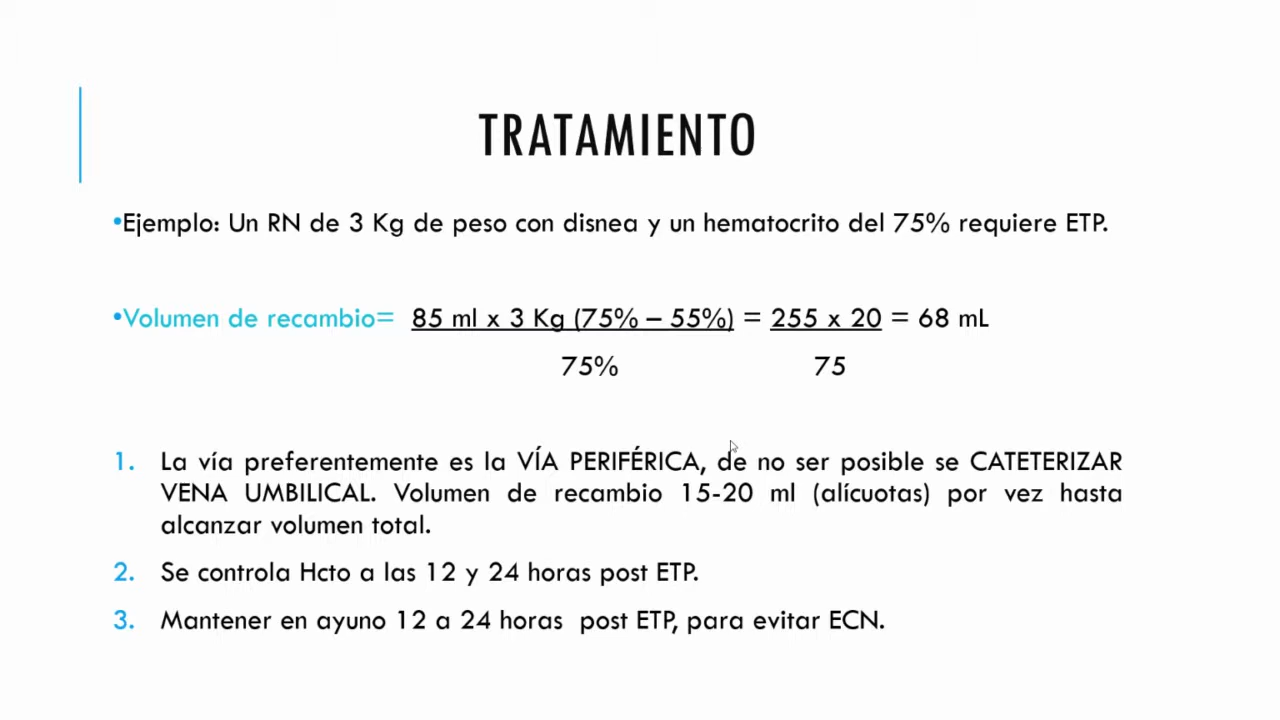 TRATAMIENTO
•Ejemplo: Un RN de 3 Kg de peso con disnea y un hematocrito del 75% requiere ETP.
•Volumen de recambio= 85 ml x 3 Kg (75% – 55%) = 255 x 20 = 68 mL
75% 75
1. La vía preferentemente es la VÍA PERIFÉRICA, de no ser posible se CATETERIZAR
VENA UMBILICAL. Volumen de recambio 15-20 ml (alícuotas) por vez hasta
alcanzar volumen total.
2. Se controla Hcto a las 12 y 24 horas post ETP.
3. Mantener en ayuno 12 a 24 horas post ETP, para evitar ECN.